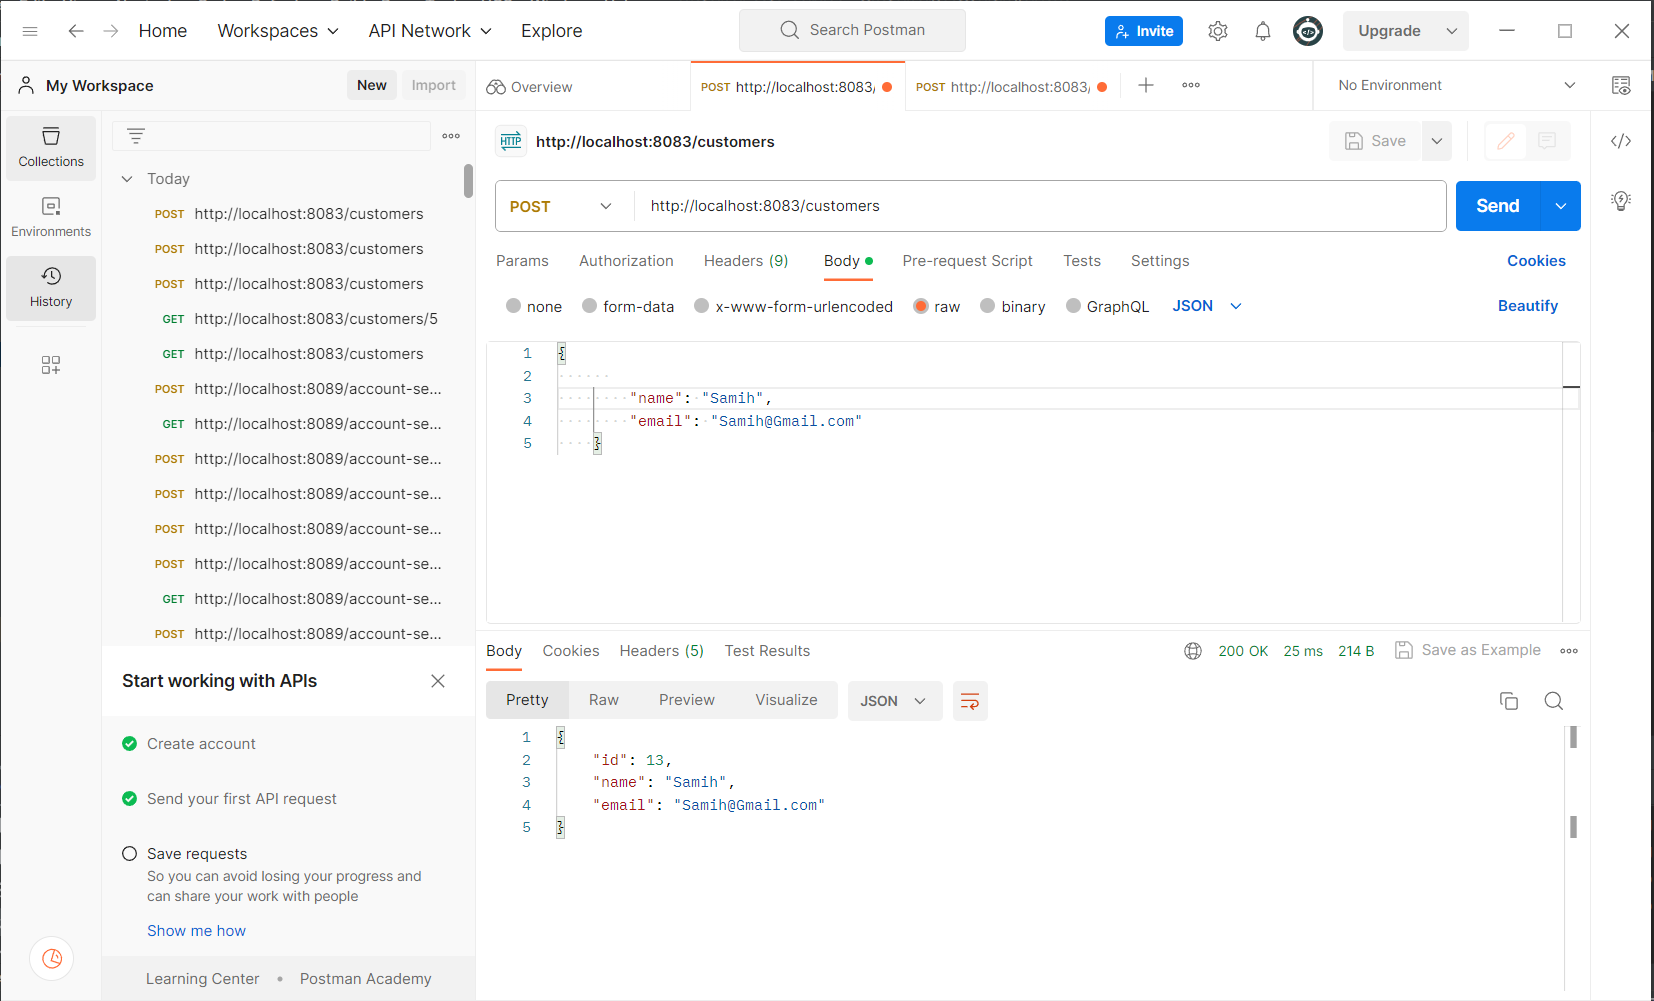 Home
Workspaces
API Network
Explore
Search Postman
Invite
Upgrade
My Workspace
New
Import
Overview
POST http://localhost:8083/
POST http://localhost:8083/
No Environment
Collections
Environments
History
Today
POST http://localhost:8083/customers
POST http://localhost:8083/customers
POST http://localhost:8083/customers
GET http://localhost:8083/customers/5
GET http://localhost:8083/customers
POST http://localhost:8089/account-se...
GET http://localhost:8089/account-se...
POST http://localhost:8089/account-se...
POST http://localhost:8089/account-se...
POST http://localhost:8089/account-se...
POST http://localhost:8089/account-se...
GET http://localhost:8089/account-se...
POST http://localhost:8089/account-se...
Start working with APIs
Create account
Send your first API request
Save requests
So you can avoid losing your progress and
can share your work with people
Show me how
Learning Center • Postman Academy
HTTP http://localhost:8083/customers
Save
POST http://localhost:8083/customers
Send
Params Authorization Headers (9) Body Pre-request Script Tests Settings Cookies
none form-data x-www-form-urlencoded raw binary GraphQL JSON Beautify
1 {
2
3 "name": "Samih",
4 "email": "Samih@Gmail.com"
5 }
Body Cookies Headers (5) Test Results 200 OK 25 ms 214 B Save as Example
Pretty Raw Preview Visualize JSON
1 {
2 "id": 13,
3 "name": "Samih",
4 "email": "Samih@Gmail.com"
5 }